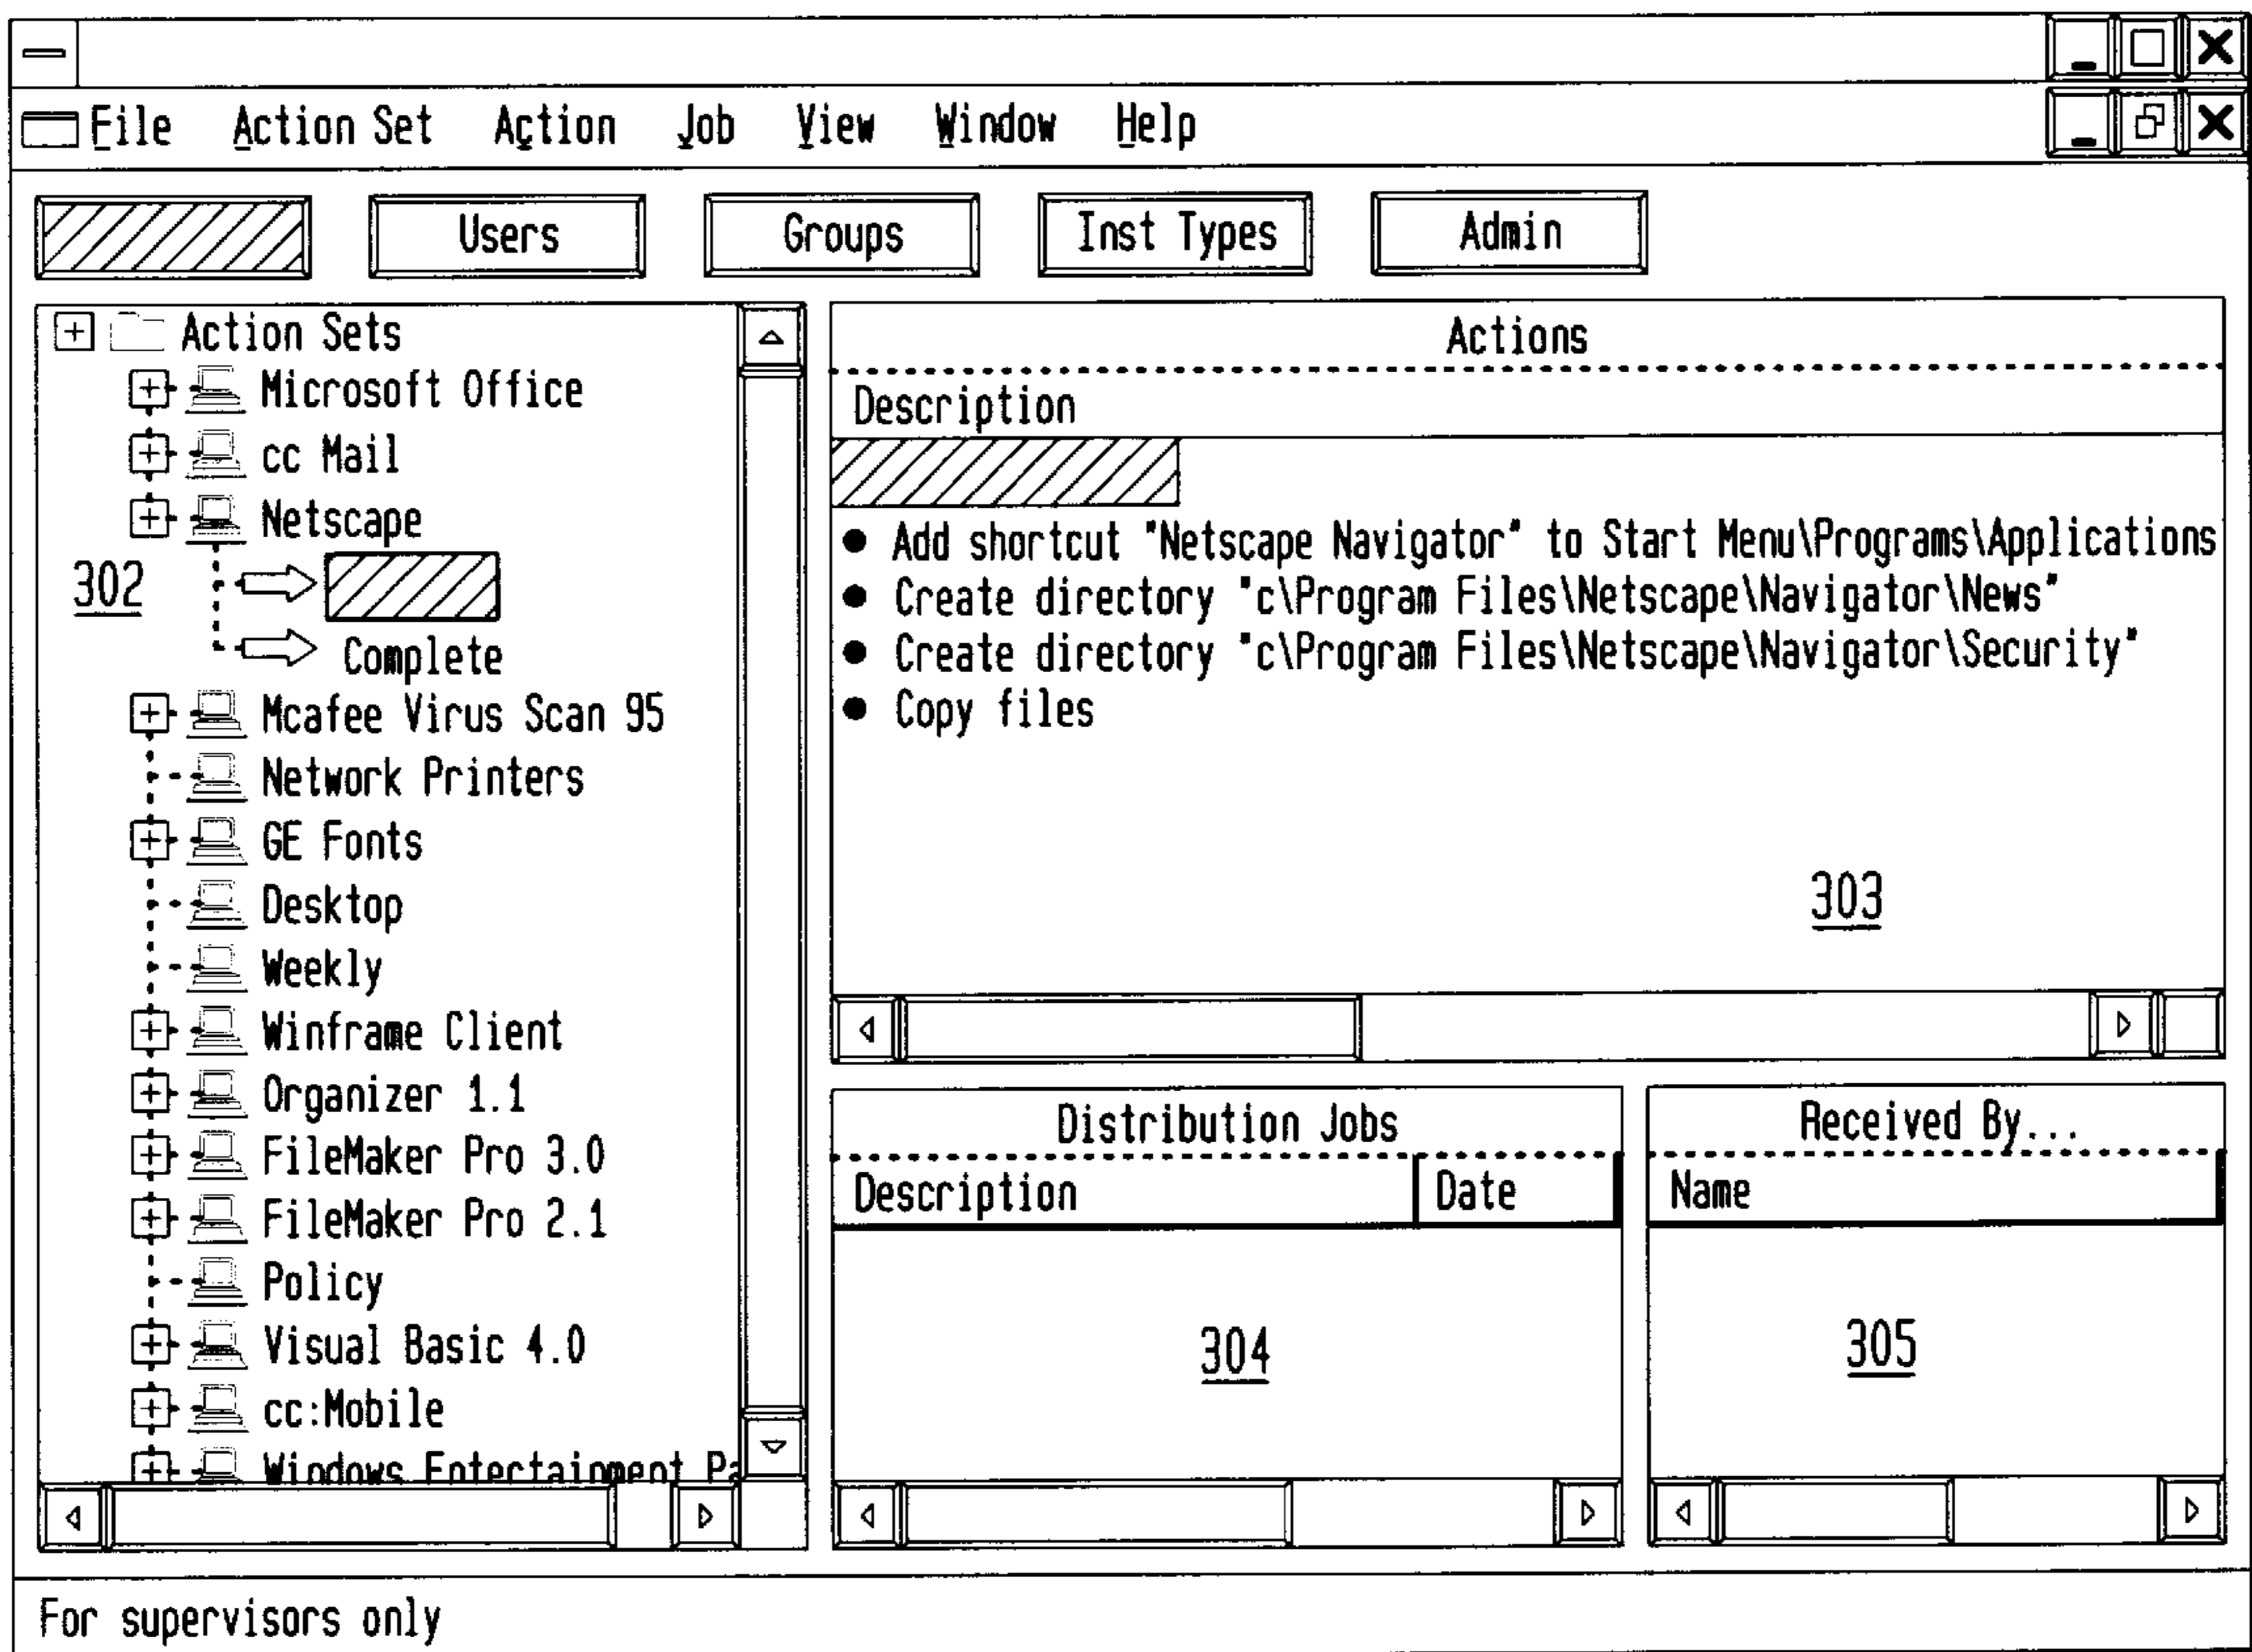 File Action Set Action Job View Window Help
Users Groups Inst Types Admin
Action Sets
Microsoft Office
cc Mail
Netscape
302
Complete
Mcafee Virus Scan 95
Network Printers
GE Fonts
Desktop
Weekly
Winframe Client
Organizer 1.1
FileMaker Pro 3.0
FileMaker Pro 2.1
Policy
Visual Basic 4.0
cc:Mobile
Windows Entertainment Pa
Actions
Description
● Add shortcut "Netscape Navigator" to Start Menu\Programs\Applications
● Create directory "c\Program Files\Netscape\Navigator\News"
● Create directory "c\Program Files\Netscape\Navigator\Security"
● Copy files
303
Distribution Jobs
Description Date
304
Received By...
Name
305
For supervisors only